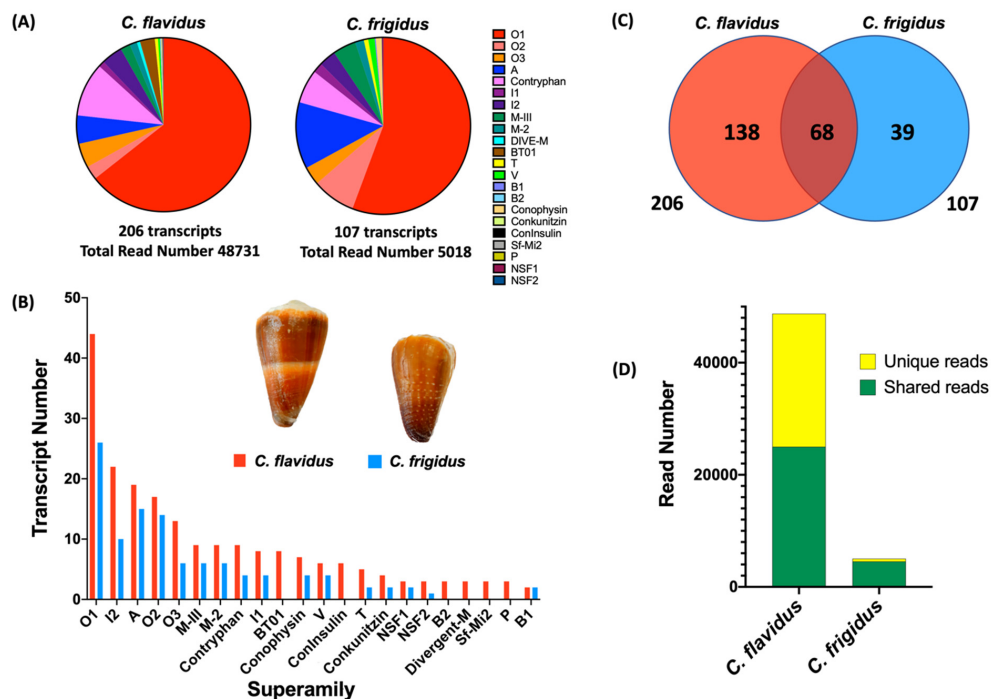 (A)
C. flavidus
C. frigidus
206 transcripts
Total Read Number 48731
107 transcripts
Total Read Number 5018
O1
O2
O3
A
Contryphan
I1
I2
M-III
M-2
DIVE-M
BT01
T
V
B1
B2
Conophysin
Conkunitzin
ConInsulin
Sf-Mi2
P
NSF1
NSF2
(C)
C. flavidus
C. frigidus
138
68
39
206
107
(B)
Transcript Number
50
40
30
20
10
0
C. flavidus
C. frigidus
O1
I2
A
O2
O3
M-III
M-2
Contryphan
I1
BT01
Conophysin
V
ConInsulin
T
Conkunitzin
NSF1
NSF2
B2
Divergent-M
Sf-Mi2
P
B1
Superamily
(D)
Read Number
40000
20000
0
Unique reads
Shared reads
C. flavidus
C. frigidus